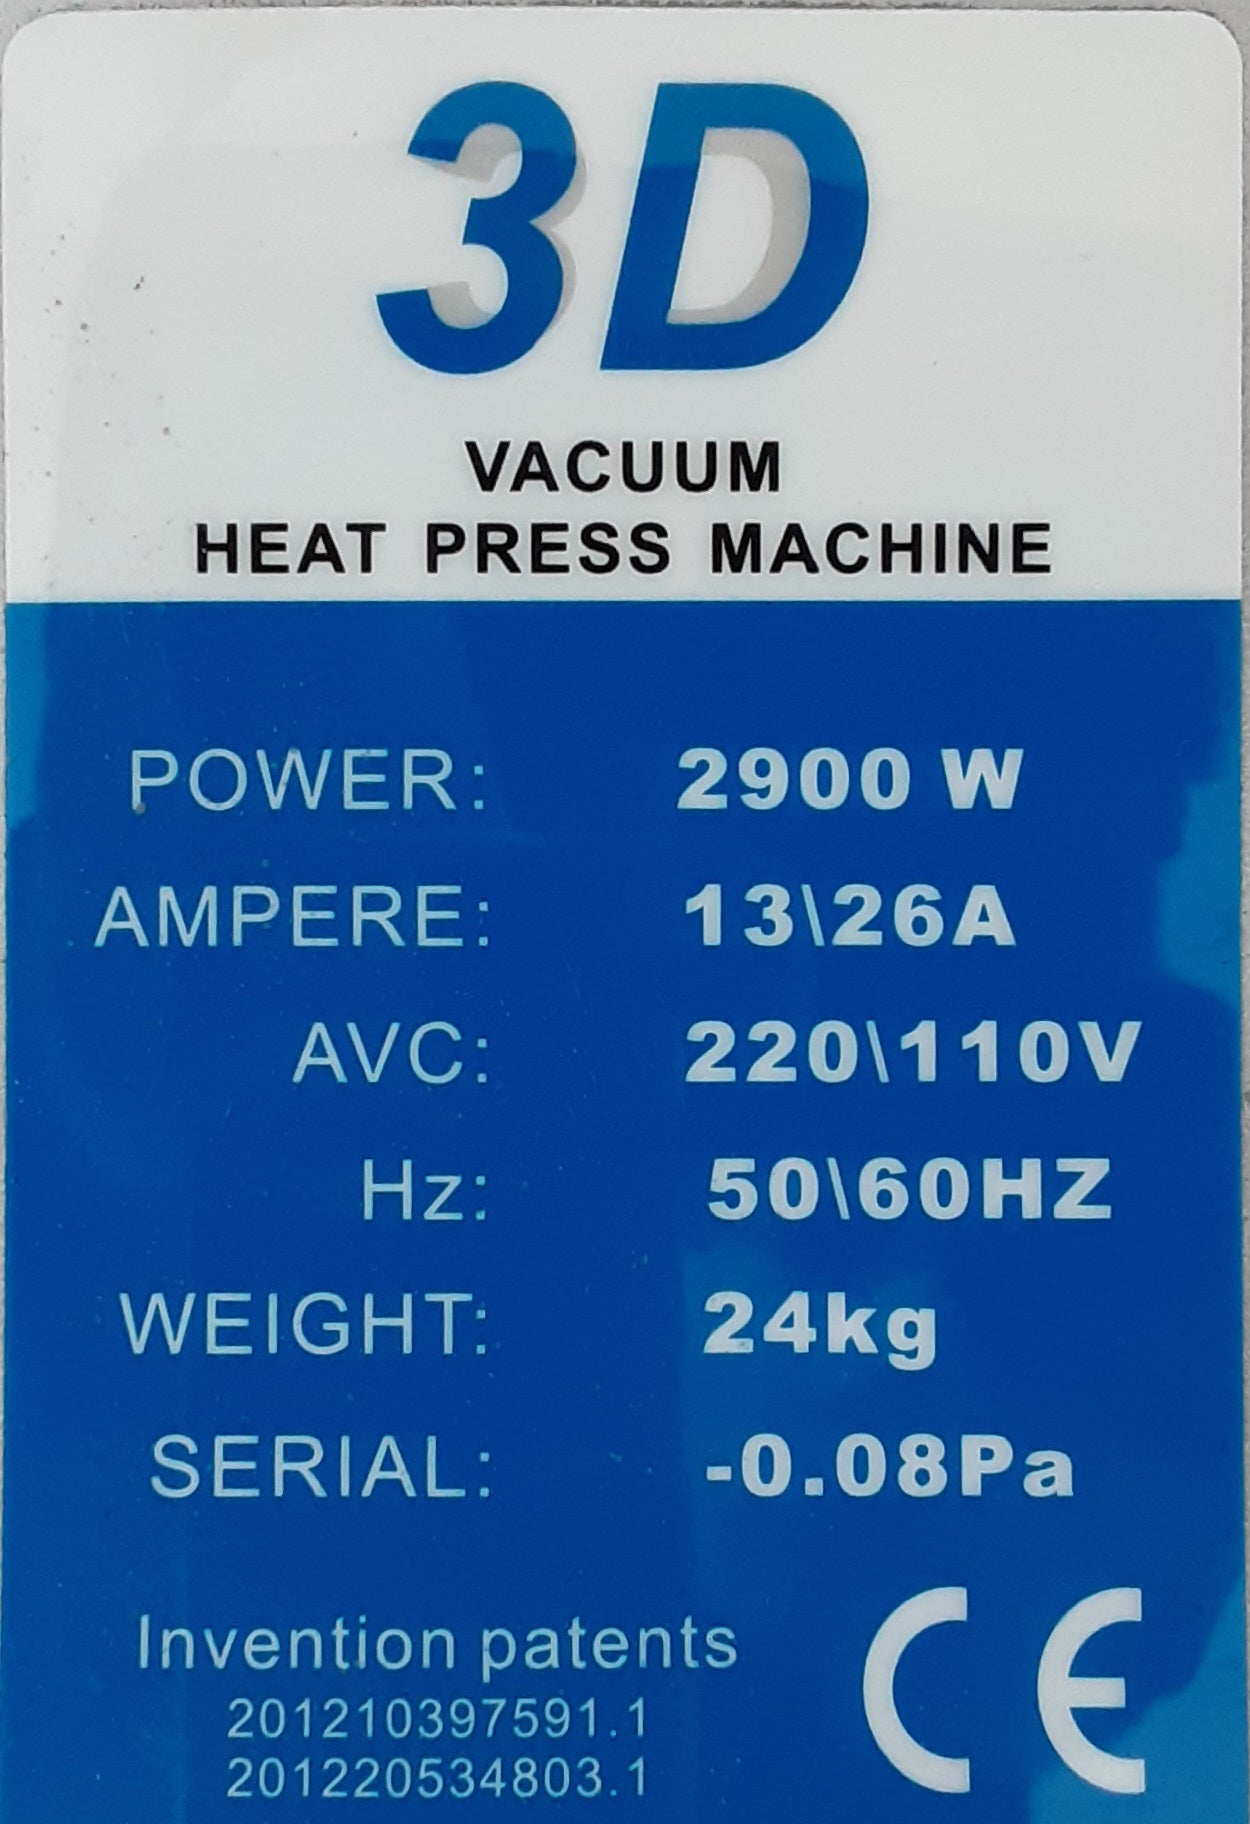 3D
VACUUM
HEAT PRESS MACHINE
POWER: 2900 W
AMPERE: 13\26A
AVC: 220\110V
Hz: 50\60HZ
WEIGHT: 24kg
SERIAL: -0.08Pa
Invention patents
201210397591.1
201220534803.1
CE